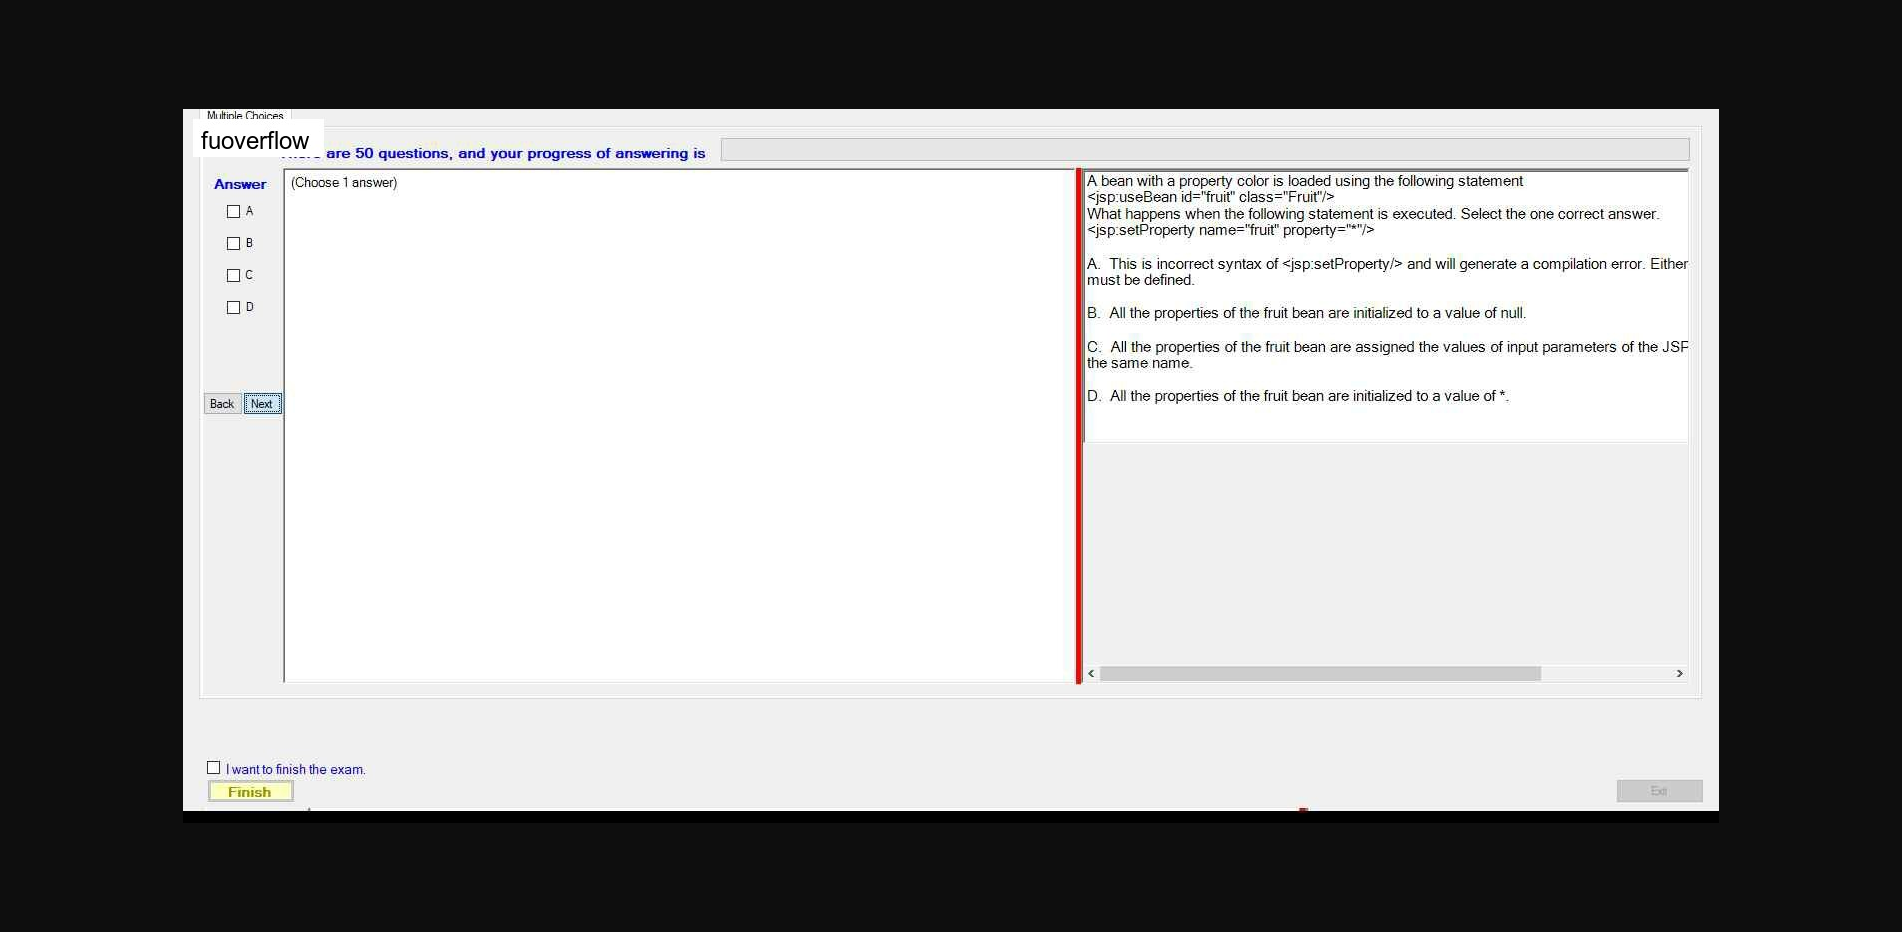 Multiple Choices
fuoverflow
are 50 questions, and your progress of answering is
Answer
(Choose 1 answer)
A
B
C
D
Back
Next
A bean with a property color is loaded using the following statement
<jsp:useBean id="fruit" class="Fruit"/>
What happens when the following statement is executed. Select the one correct answer.
<jsp:setProperty name="fruit" property="*"/>
A. This is incorrect syntax of <jsp:setProperty/> and will generate a compilation error. Either
must be defined.
B. All the properties of the fruit bean are initialized to a value of null.
C. All the properties of the fruit bean are assigned the values of input parameters of the JSP
the same name.
D. All the properties of the fruit bean are initialized to a value of *.
I want to finish the exam.
Finish
Exit